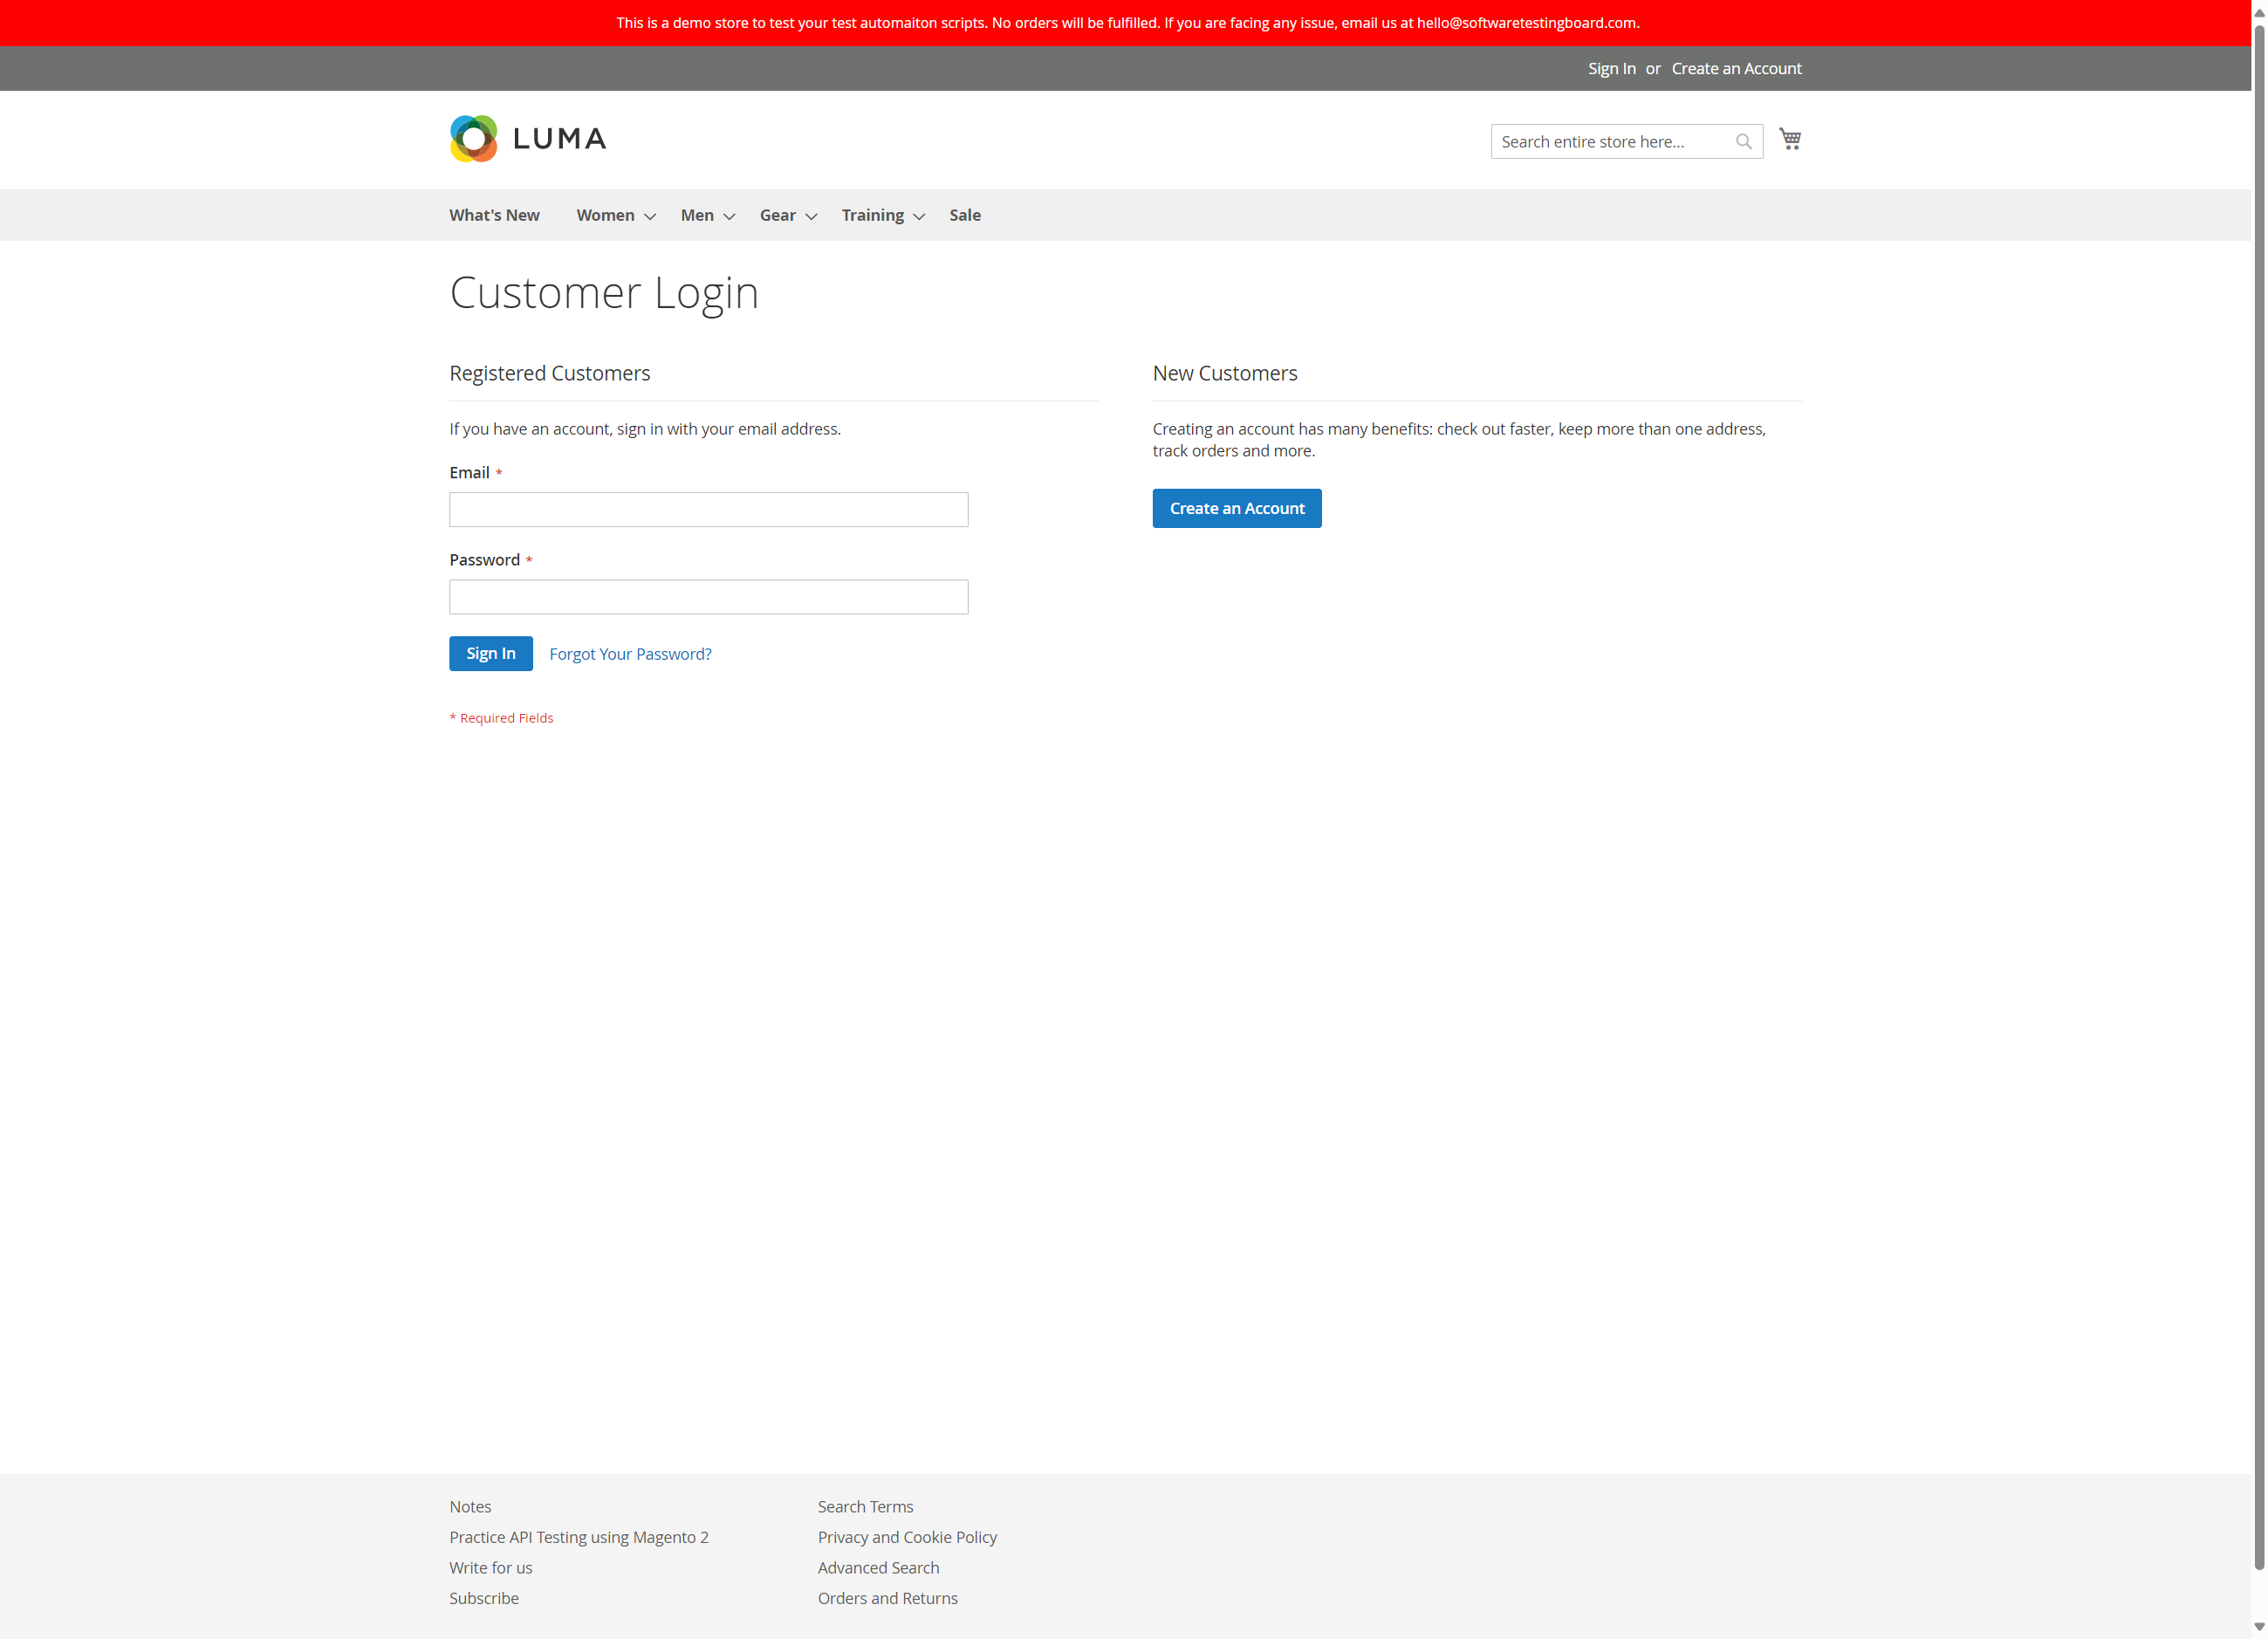 This is a demo store to test your test automaiton scripts. No orders will be fulfilled. If you are facing any issue, email us at hello@softwaretestingboard.com.
Sign In or Create an Account
LUMA
Search entire store here...
What's New Women Men Gear Training Sale
Customer Login
Registered Customers
If you have an account, sign in with your email address.
Email *
Password *
Sign In Forgot Your Password?
* Required Fields
New Customers
Creating an account has many benefits: check out faster, keep more than one address,
track orders and more.
Create an Account
Notes
Practice API Testing using Magento 2
Write for us
Subscribe
Search Terms
Privacy and Cookie Policy
Advanced Search
Orders and Returns